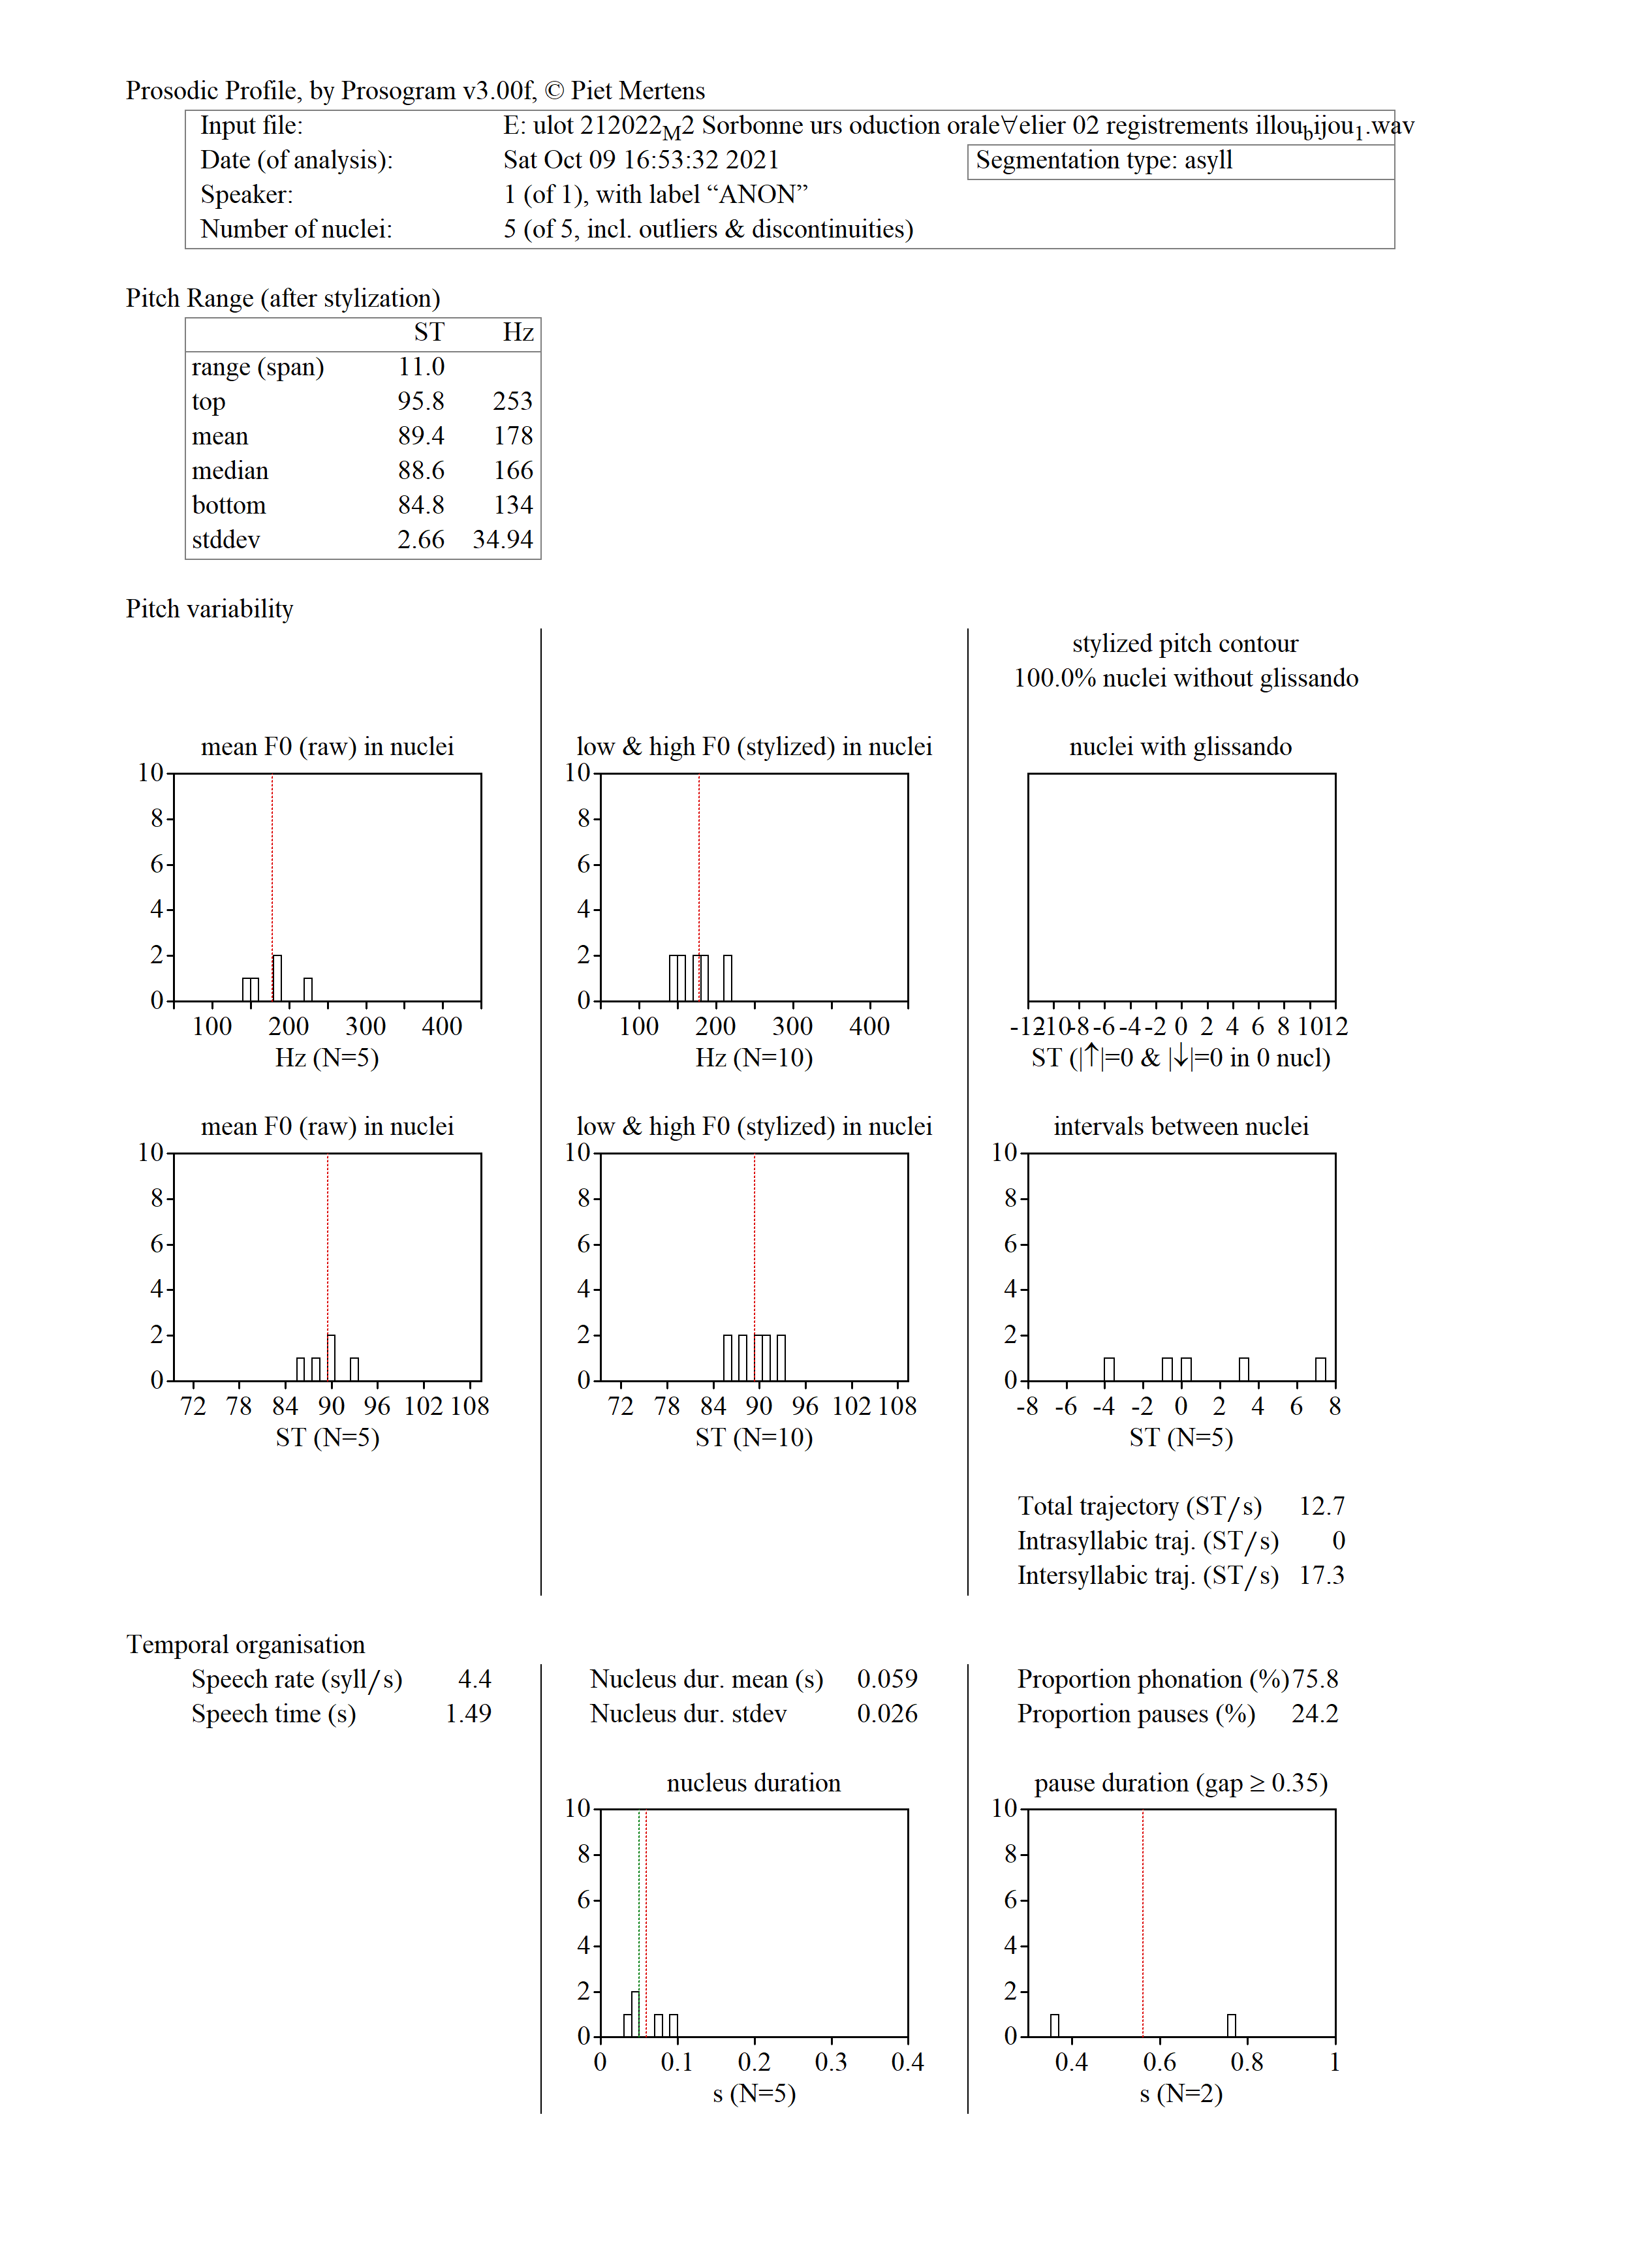 Prosodic Profile, by Prosogram v3.00f, © Piet Mertens
Input file: E: ulot 212022M2 Sorbonne urs oduction orale∀elier 02 registrements illoubijou1.wav
Date (of analysis): Sat Oct 09 16:53:32 2021 Segmentation type: asyll
Speaker: 1 (of 1), with label “ANON”
Number of nuclei: 5 (of 5, incl. outliers & discontinuities)
Pitch Range (after stylization)
ST Hz
range (span) 11.0
top 95.8 253
mean 89.4 178
median 88.6 166
bottom 84.8 134
stddev 2.66 34.94
Pitch variability
stylized pitch contour
100.0% nuclei without glissando
mean F0 (raw) in nuclei
10
8
6
4
2
0
100 200 300 400
Hz (N=5)
low & high F0 (stylized) in nuclei
10
8
6
4
2
0
100 200 300 400
Hz (N=10)
nuclei with glissando
-12 -10 -8 -6 -4 -2 0 2 4 6 8 10 12
ST (|↑|=0 & |↓|=0 in 0 nucl)
mean F0 (raw) in nuclei
10
8
6
4
2
0
72 78 84 90 96 102 108
ST (N=5)
low & high F0 (stylized) in nuclei
10
8
6
4
2
0
72 78 84 90 96 102 108
ST (N=10)
intervals between nuclei
10
8
6
4
2
0
-8 -6 -4 -2 0 2 4 6 8
ST (N=5)
Total trajectory (ST/s) 12.7
Intrasyllabic traj. (ST/s) 0
Intersyllabic traj. (ST/s) 17.3
Temporal organisation
Speech rate (syll/s) 4.4
Speech time (s) 1.49
Nucleus dur. mean (s) 0.059
Nucleus dur. stdev 0.026
Proportion phonation (%) 75.8
Proportion pauses (%) 24.2
nucleus duration
10
8
6
4
2
0
0 0.1 0.2 0.3 0.4
s (N=5)
pause duration (gap ≥ 0.35)
10
8
6
4
2
0
0.4 0.6 0.8 1
s (N=2)